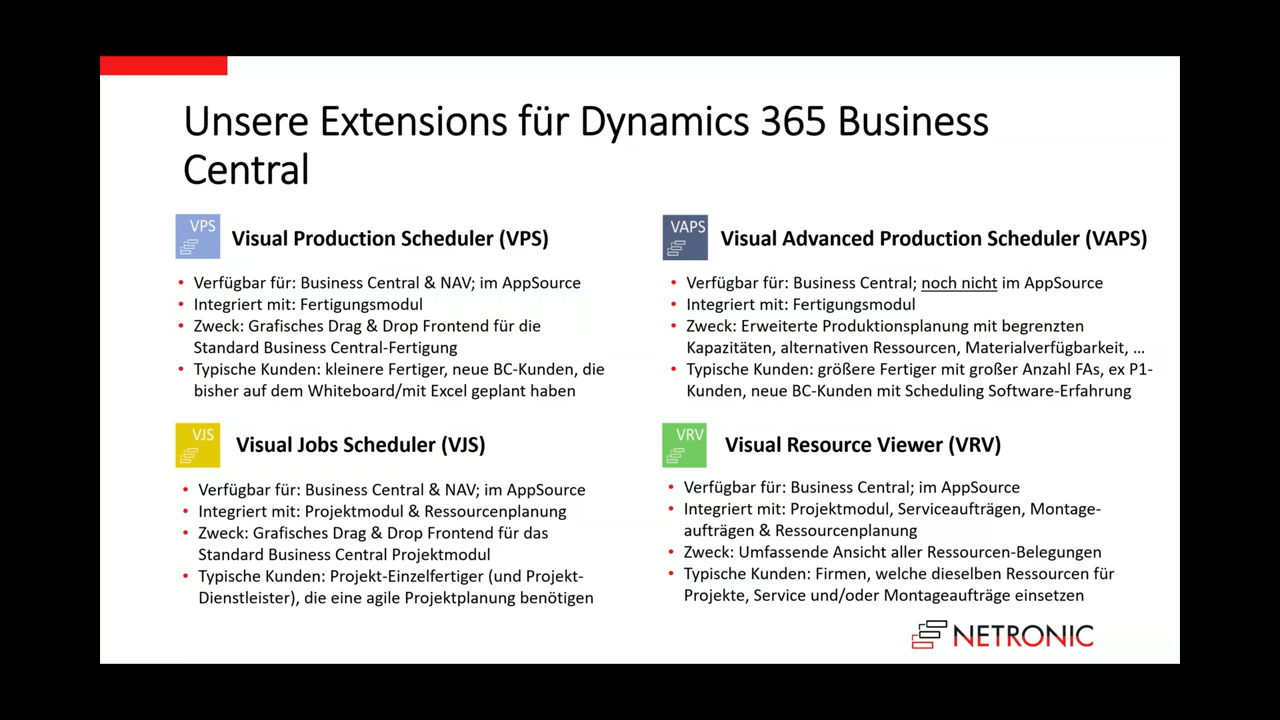 Unsere Extensions für Dynamics 365 Business
Central
VPS
Visual Production Scheduler (VPS)
• Verfügbar für: Business Central & NAV; im AppSource
• Integriert mit: Fertigungsmodul
• Zweck: Grafisches Drag & Drop Frontend für die
Standard Business Central-Fertigung
• Typische Kunden: kleinere Fertiger, neue BC-Kunden, die
bisher auf dem Whiteboard/mit Excel geplant haben
VAPS
Visual Advanced Production Scheduler (VAPS)
• Verfügbar für: Business Central; noch nicht im AppSource
• Integriert mit: Fertigungsmodul
• Zweck: Erweiterte Produktionsplanung mit begrenzten
Kapazitäten, alternativen Ressourcen, Materialverfügbarkeit, ...
• Typische Kunden: größere Fertiger mit großer Anzahl FAs, ex P1-
Kunden, neue BC-Kunden mit Scheduling Software-Erfahrung
VJS
Visual Jobs Scheduler (VJS)
• Verfügbar für: Business Central & NAV; im AppSource
• Integriert mit: Projektmodul & Ressourcenplanung
• Zweck: Grafisches Drag & Drop Frontend für das
Standard Business Central Projektmodul
• Typische Kunden: Projekt-Einzelfertiger (und Projekt-
Dienstleister), die eine agile Projektplanung benötigen
VRV
Visual Resource Viewer (VRV)
• Verfügbar für: Business Central; im AppSource
• Integriert mit: Projektmodul, Serviceaufträgen, Montage-
aufträgen & Ressourcenplanung
• Zweck: Umfassende Ansicht aller Ressourcen-Belegungen
• Typische Kunden: Firmen, welche dieselben Ressourcen für
Projekte, Service und/oder Montageaufträge einsetzen
NETRONIC